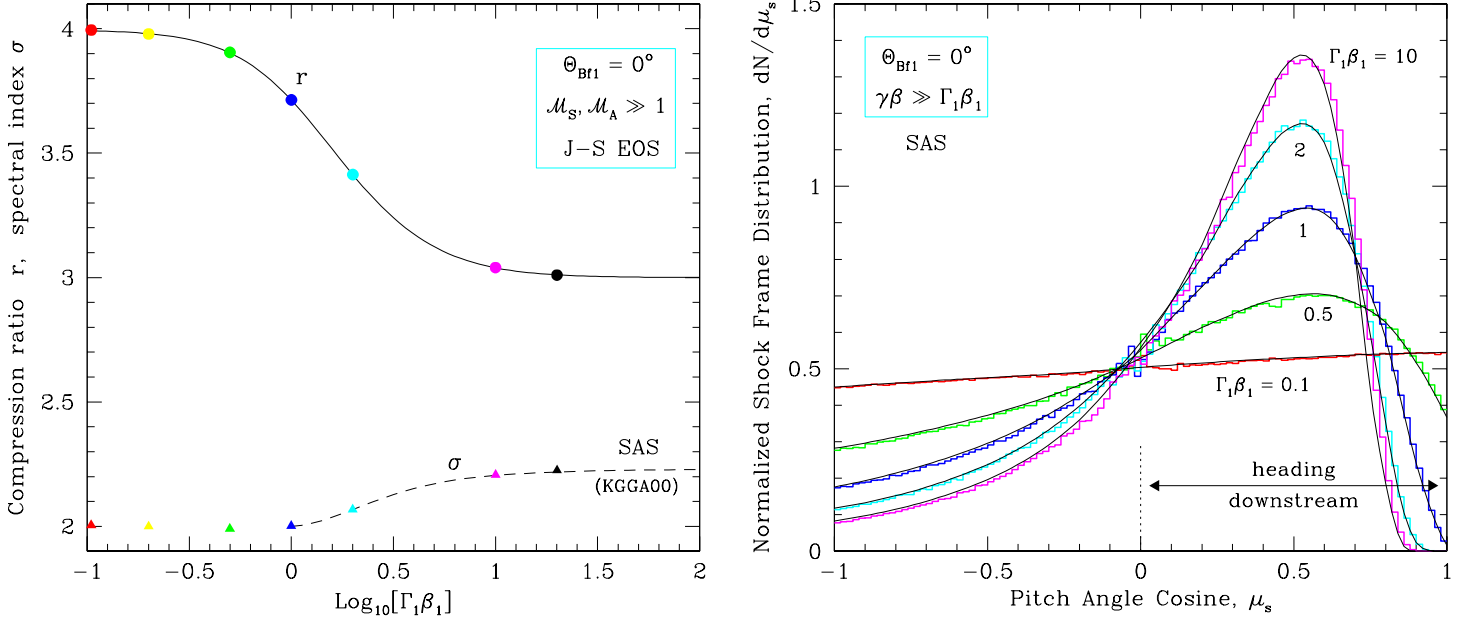 Compression ratio r, spectral index σ
4
3.5
3
2.5
2
r
Θ_Bf1 = 0°
ℳ_S, ℳ_A ≫ 1
J-S EOS
σ
SAS
(KGGA00)
-1 -0.5 0 0.5 1 1.5 2
Log₁₀[Γ₁β₁]
Normalized Shock Frame Distribution, dN/dμ_s
1.5
1
0.5
0
Θ_Bf1 = 0°
γβ ≫ Γ₁β₁
SAS
Γ₁β₁ = 10
2
1
0.5
Γ₁β₁ = 0.1
heading
downstream
-1 -0.5 0 0.5 1
Pitch Angle Cosine, μ_s